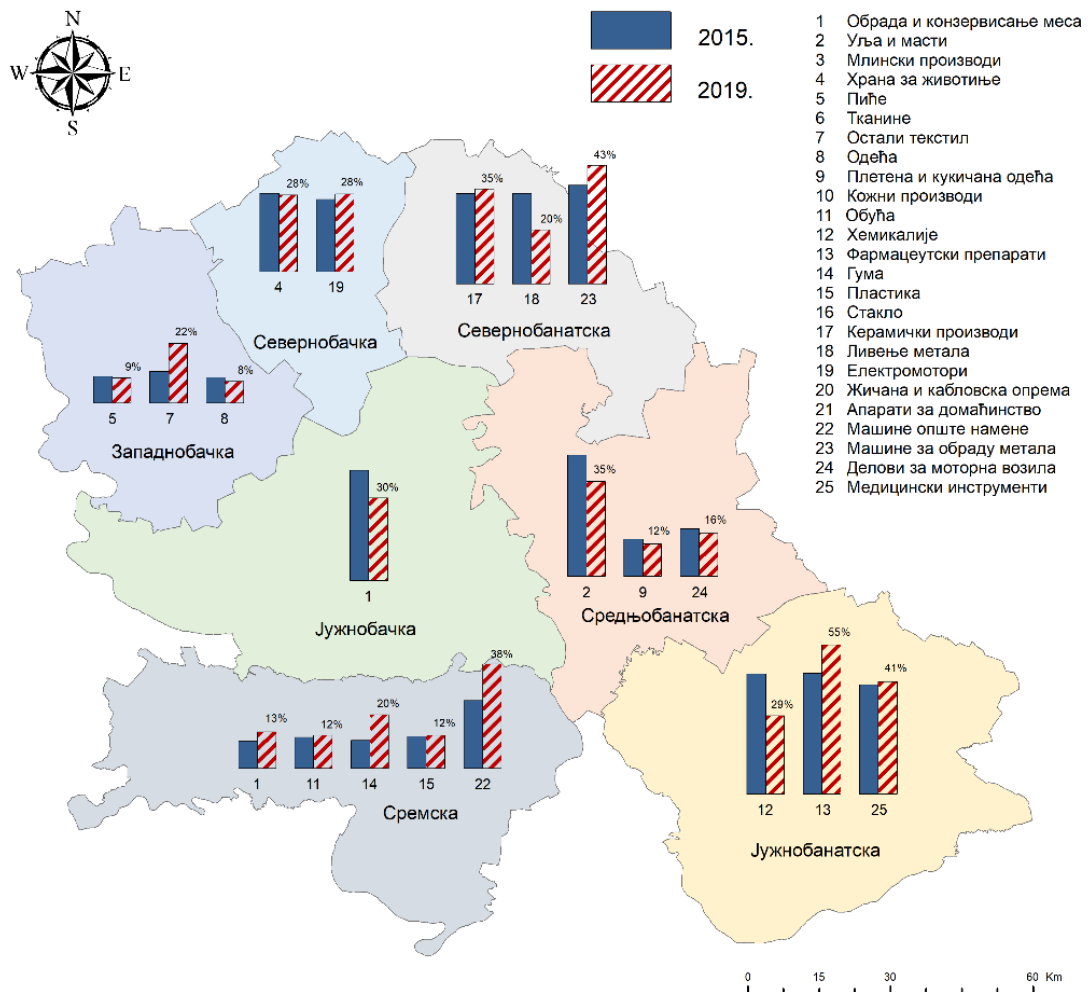 N
W E
S
2015.
2019.
1 Обрада и конзервисање меса
2 Уља и масти
3 Млински производи
4 Храна за животиње
5 Пиће
6 Тканине
7 Остали текстил
8 Одећа
9 Плетена и кукичана одећа
10 Кожни производи
11 Обућа
12 Хемикалије
13 Фармацеутски препарати
14 Гума
15 Пластика
16 Стакло
17 Керамички производи
18 Ливење метала
19 Електромотори
20 Жичана и кабловска опрема
21 Апарати за домаћинство
22 Машине опште намене
23 Машине за обраду метала
24 Делови за моторна возила
25 Медицински инструменти
28% 28%
4 19
Севернобачка
35% 20% 43%
17 18 23
Севернобанатска
9% 22% 8%
5 7 8
Западнобачка
30%
1
Јужнобачка
35% 12% 16%
2 9 24
Средњобанатска
13% 12% 20% 12% 38%
1 11 14 15 22
Сремска
29% 55% 41%
12 13 25
Јужнобанатска
0 15 30 60 Km